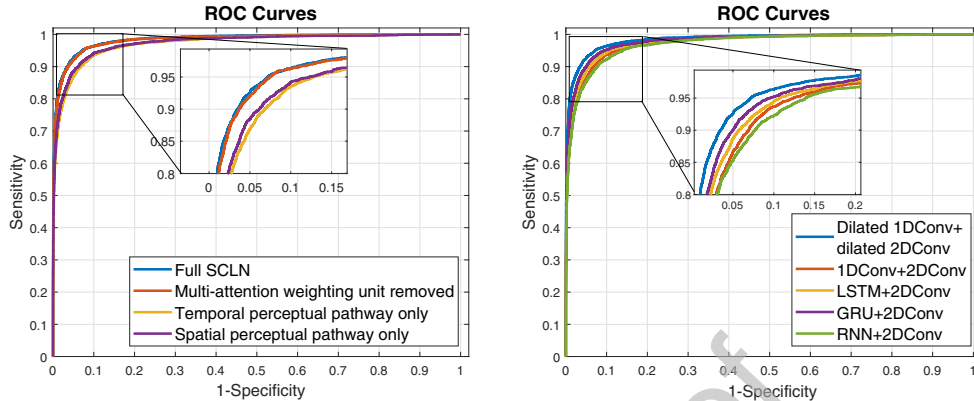 ROC Curves
1
0.9
0.8
0.7
0.6
0.5
0.4
0.3
0.2
0.1
0
Sensitivity
0.95
0.9
0.85
0.8
0 0.05 0.1 0.15
Full SCLN
Multi-attention weighting unit removed
Temporal perceptual pathway only
Spatial perceptual pathway only
0 0.1 0.2 0.3 0.4 0.5 0.6 0.7 0.8 0.9 1
1-Specificity
ROC Curves
1
0.9
0.8
0.7
0.6
0.5
0.4
0.3
0.2
0.1
0
Sensitivity
0.95
0.9
0.85
0.8
0.05 0.1 0.15 0.2
Dilated 1DConv+
dilated 2DConv
1DConv+2DConv
LSTM+2DConv
GRU+2DConv
RNN+2DConv
0 0.1 0.2 0.3 0.4 0.5 0.6 0.7 0.8 0.9 1
1-Specificity